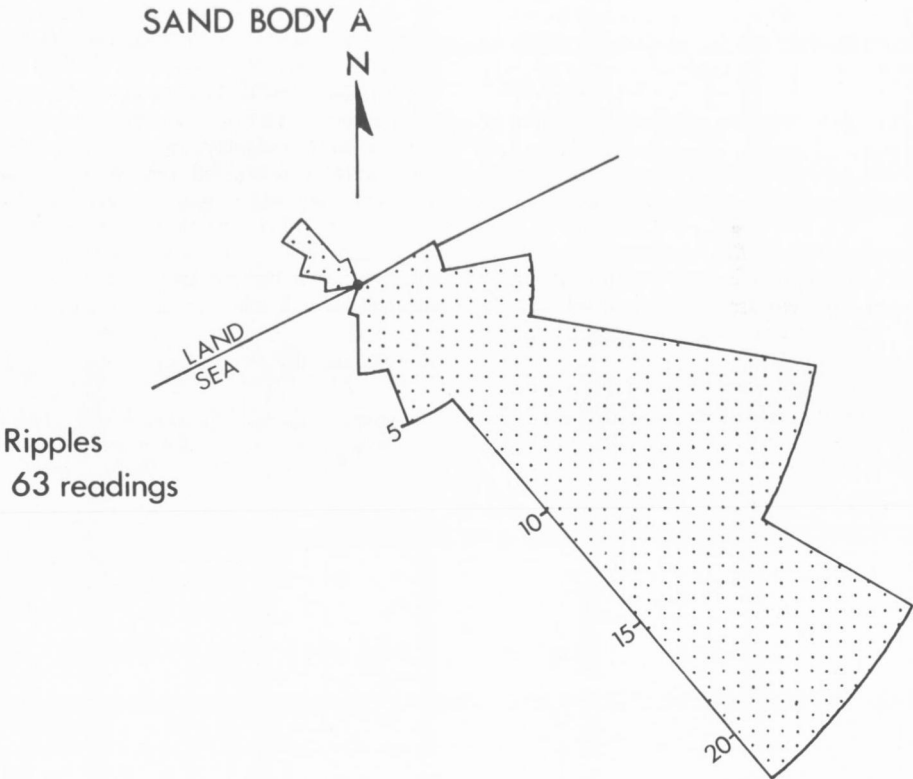 SAND BODY A
N
LAND
SEA
5
Ripples
63 readings
10
15
20